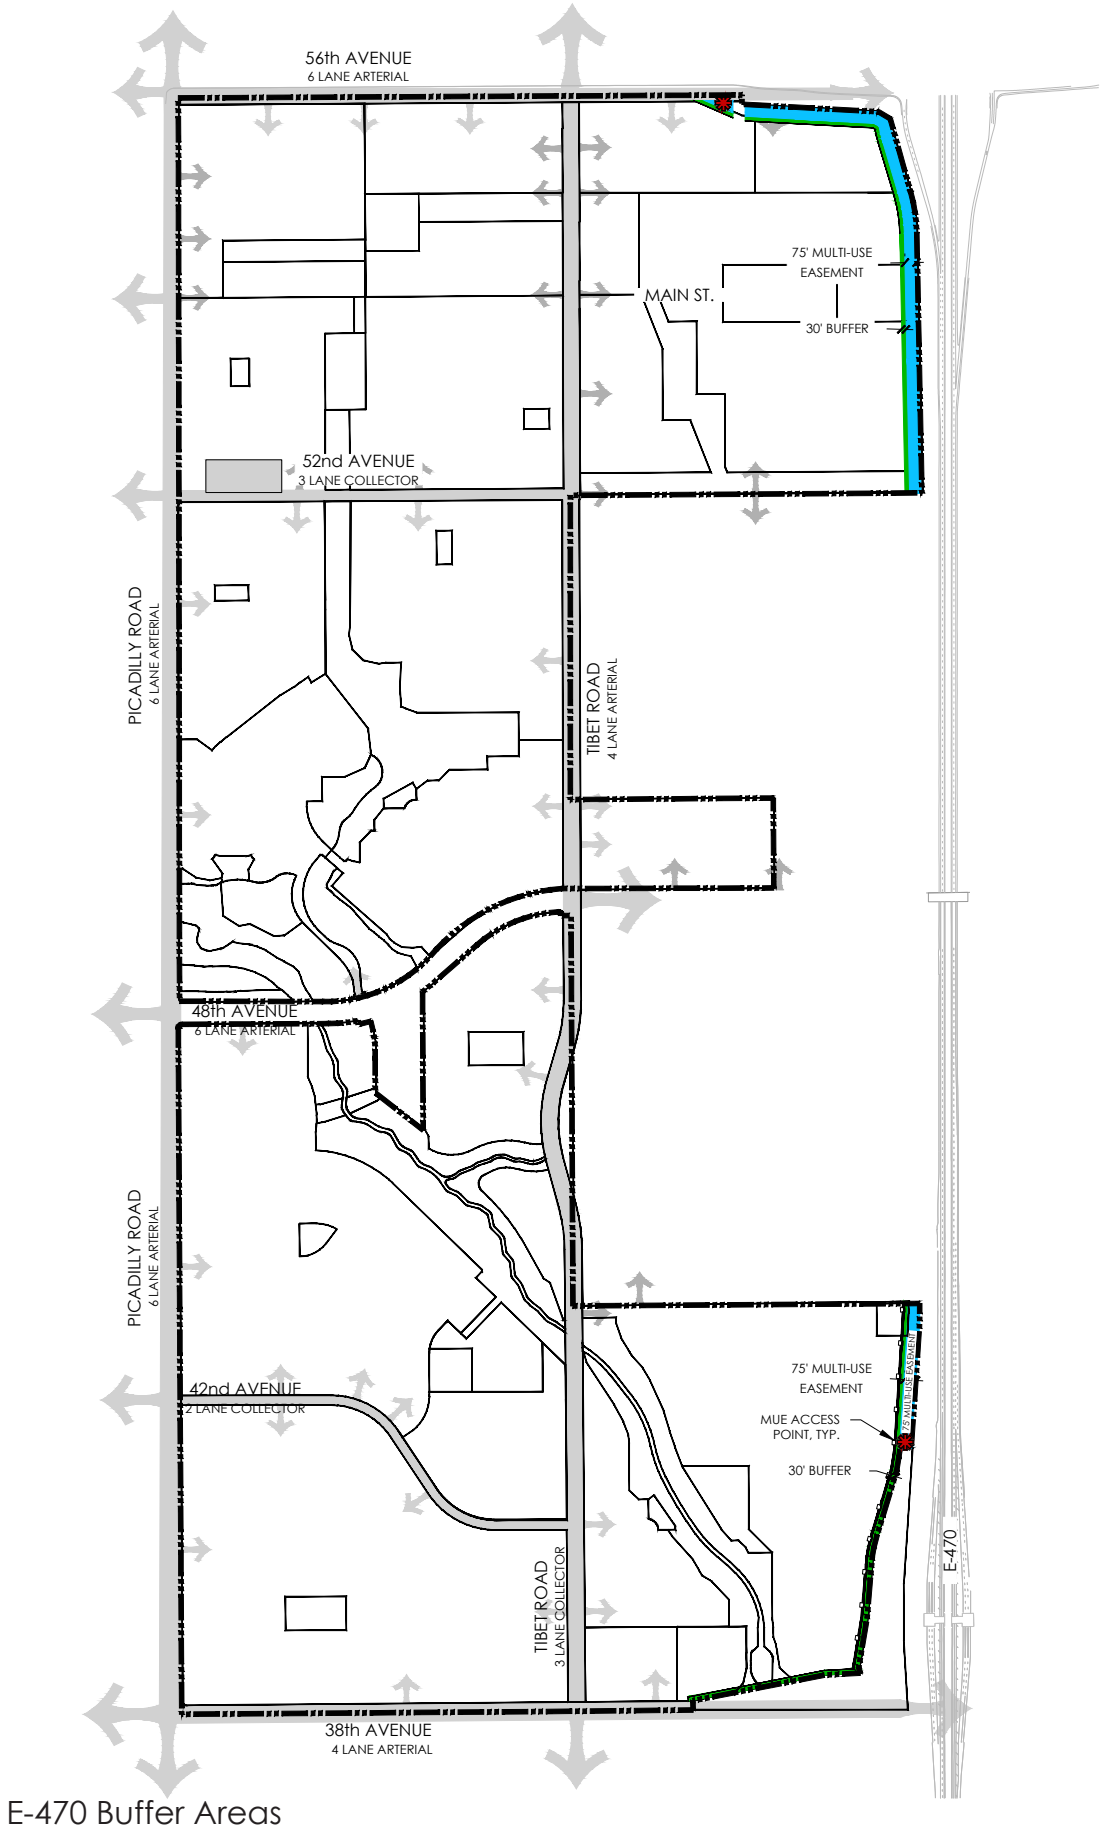 56th AVENUE
6 LANE ARTERIAL
75' MULTI-USE
EASEMENT
MAIN ST.
30' BUFFER
52nd AVENUE
3 LANE COLLECTOR
PICADILLY ROAD
6 LANE ARTERIAL
TIBET ROAD
4 LANE ARTERIAL
48th AVENUE
6 LANE ARTERIAL
PICADILLY ROAD
6 LANE ARTERIAL
75' MULTI-USE EASEMENT
75' MULTI-USE
EASEMENT
42nd AVENUE
2 LANE COLLECTOR
MUE ACCESS
POINT, TYP.
30' BUFFER
E-470
TIBET ROAD
3 LANE COLLECTOR
38th AVENUE
4 LANE ARTERIAL
E-470 Buffer Areas